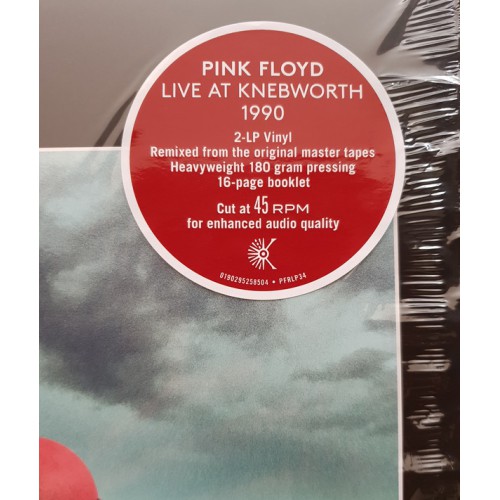 PINK FLOYD
LIVE AT KNEBWORTH
1990
2-LP Vinyl
Remixed from the original master tapes
Heavyweight 180 gram pressing
16-page booklet
Cut at 45 RPM
for enhanced audio quality
0190295258504 • PFRLP34